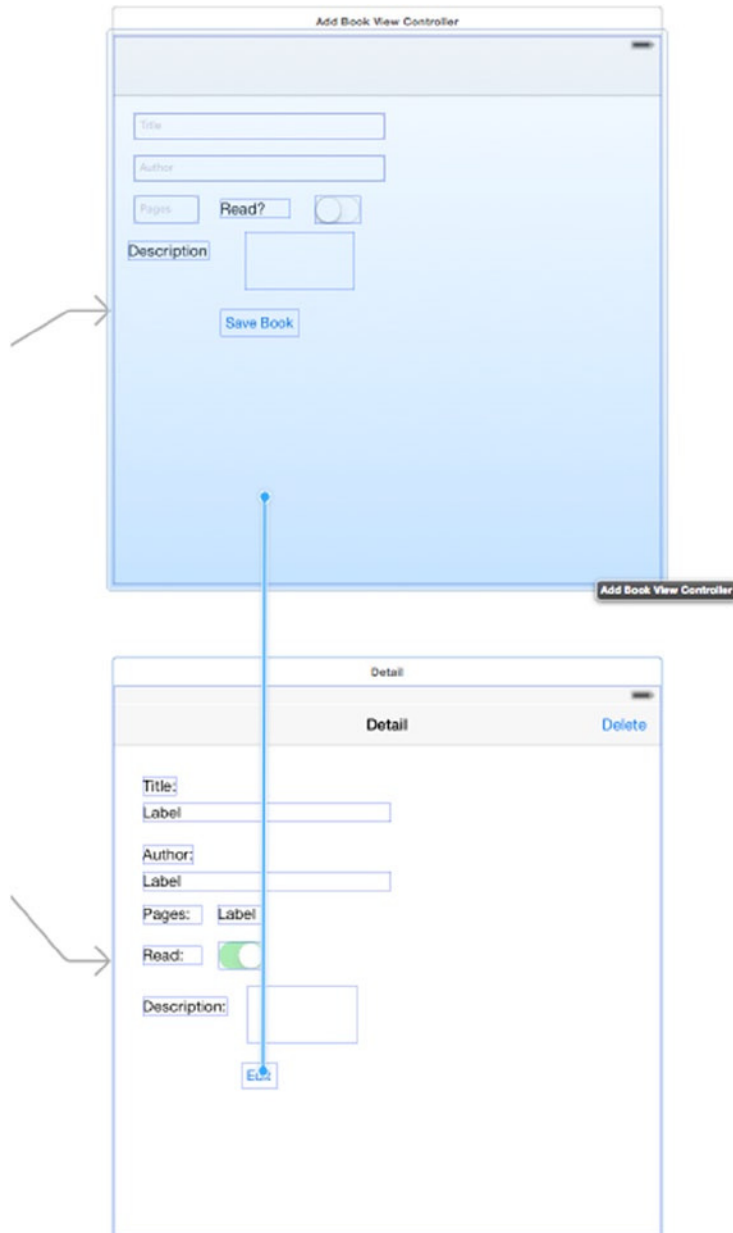 Add Book View Controller
Title
Author
Pages Read?
Description
Save Book
Add Book View Controller
Detail
Detail Delete
Title:
Label
Author:
Label
Pages: Label
Read:
Description:
Edit